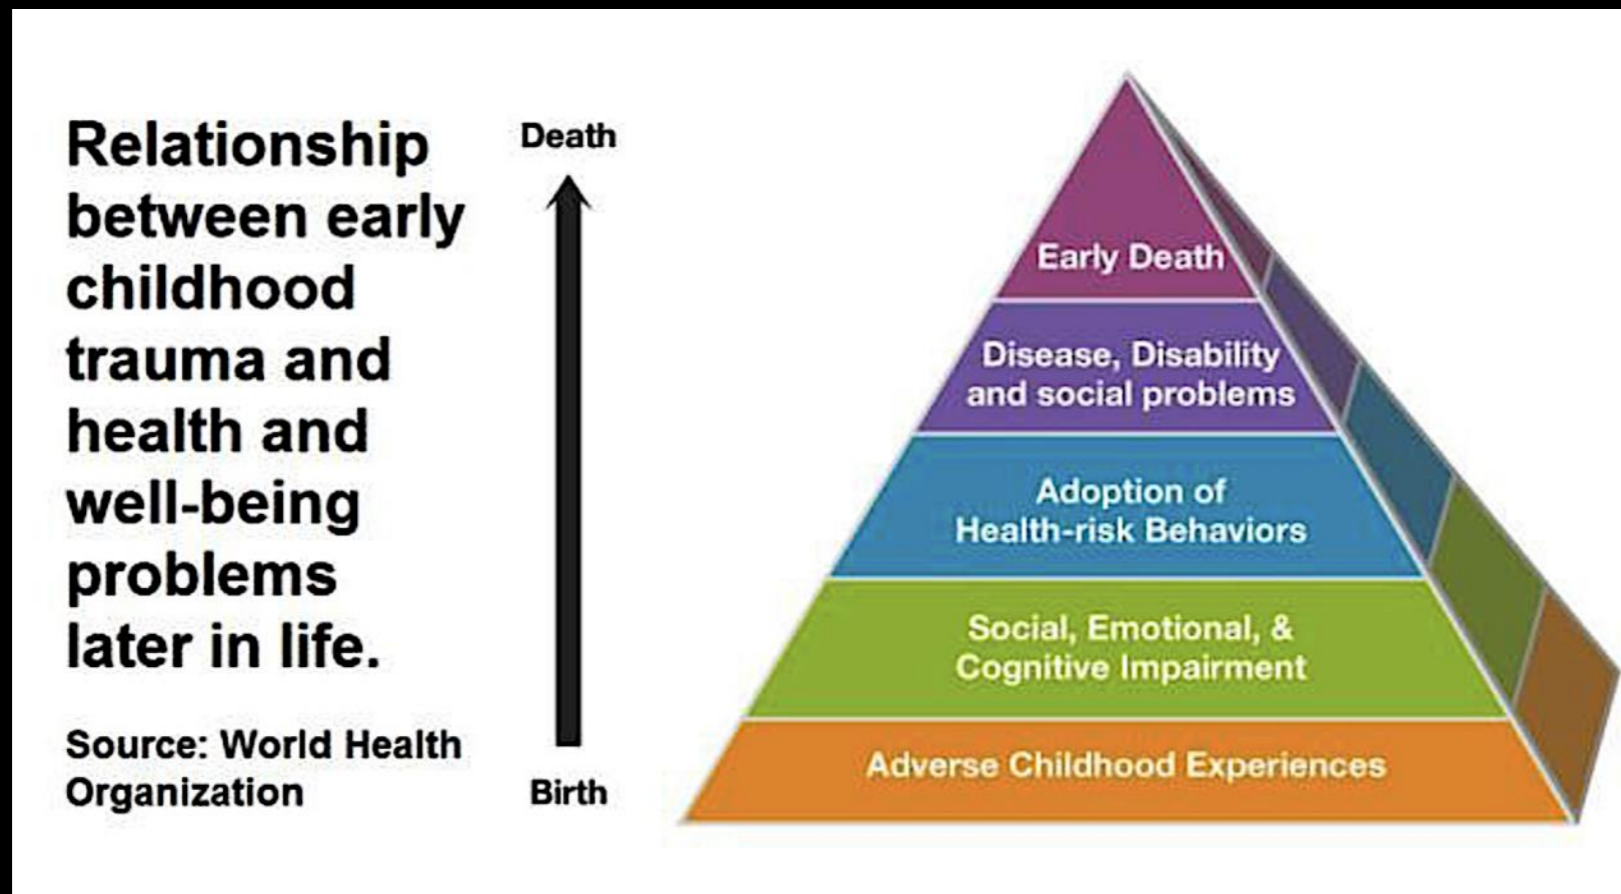 Relationship
between early
childhood
trauma and
health and
well-being
problems
later in life.
Source: World Health
Organization
Death
Birth
Early Death
Disease, Disability
and social problems
Adoption of
Health-risk Behaviors
Social, Emotional, &
Cognitive Impairment
Adverse Childhood Experiences